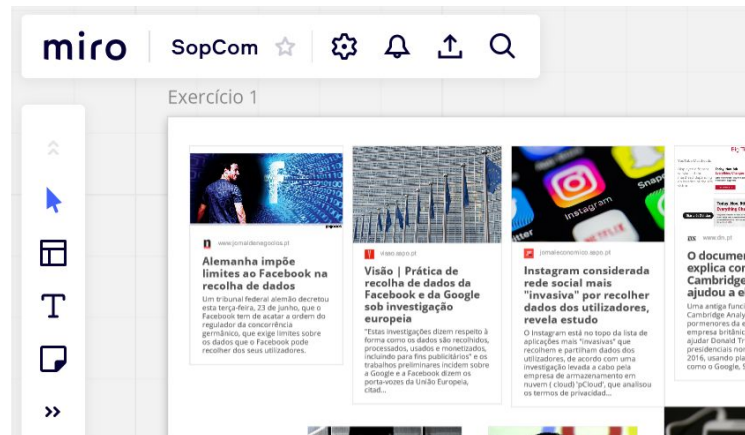 miro
SopCom
Exercício 1
www.jornaldenegocios.pt
Alemanha impõe
limites ao Facebook na
recolha de dados
Um tribunal federal alemão decretou
esta terça-feira, 23 de junho, que o
Facebook tem de acatar a ordem do
regulador da concorrência
germânico, que exige limites sobre
os dados que o Facebook pode
recolher dos seus utilizadores.
visao.sapo.pt
Visão | Prática de
recolha de dados da
Facebook e da Google
sob investigação
europeia
"Estas investigações dizem respeito à
forma como os dados são recolhidos,
processados, usados e monetizados,
incluindo para fins publicitários" e os
trabalhos preliminares incidem sobre
a Google e a Facebook dizem os
porta-vozes da União Europeia,
citad...
Instagram
Snap
NETFLIX
jornaleconomico.sapo.pt
Instagram considerada
rede social mais
"invasiva" por recolher
dados dos utilizadores,
revela estudo
O Instagram está no topo da lista de
aplicações mais "invasivas" que
recolhem e partilham dados dos
utilizadores, de acordo com uma
investigação levada a cabo pela
empresa de armazenamento em
nuvem ( cloud) 'pCloud', que analisou
os termos de privacidad...
www.dn.pt
O documen
explica com
Cambridge
ajudou a e
Uma antiga funci
Cambridge Analy
pormenores da e
empresa britânic
ajudar Donald Tr
presidenciais nor
2016, usando pla
como o Google, S